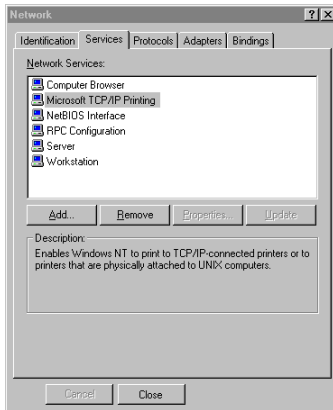 Network
Identification Services Protocols Adapters Bindings
Network Services:
Computer Browser
Microsoft TCP/IP Printing
NetBIOS Interface
RPC Configuration
Server
Workstation
Add... Remove Properties... Update
Description:
Enables Windows NT to print to TCP/IP-connected printers or to
printers that are physically attached to UNIX computers.
Cancel Close